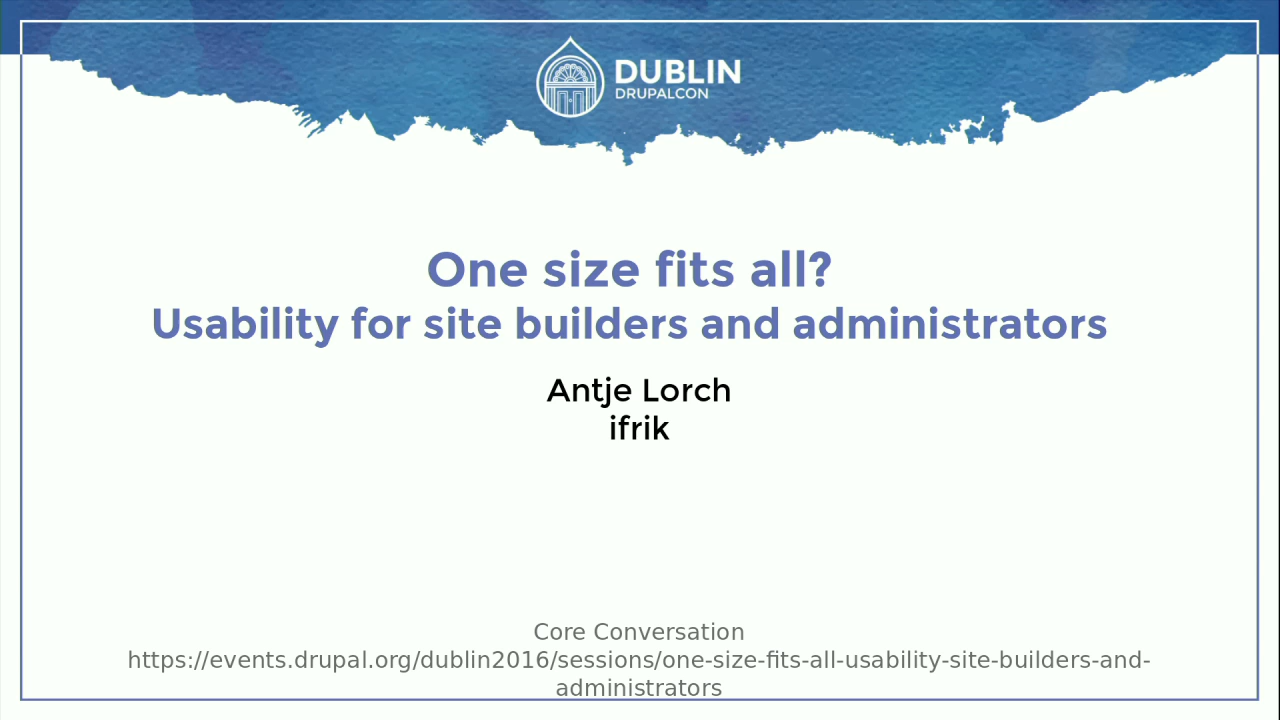 DUBLIN
DRUPALCON
One size fits all?
Usability for site builders and administrators
Antje Lorch
ifrik
Core Conversation
https://events.drupal.org/dublin2016/sessions/one-size-fits-all-usability-site-builders-and-
administrators